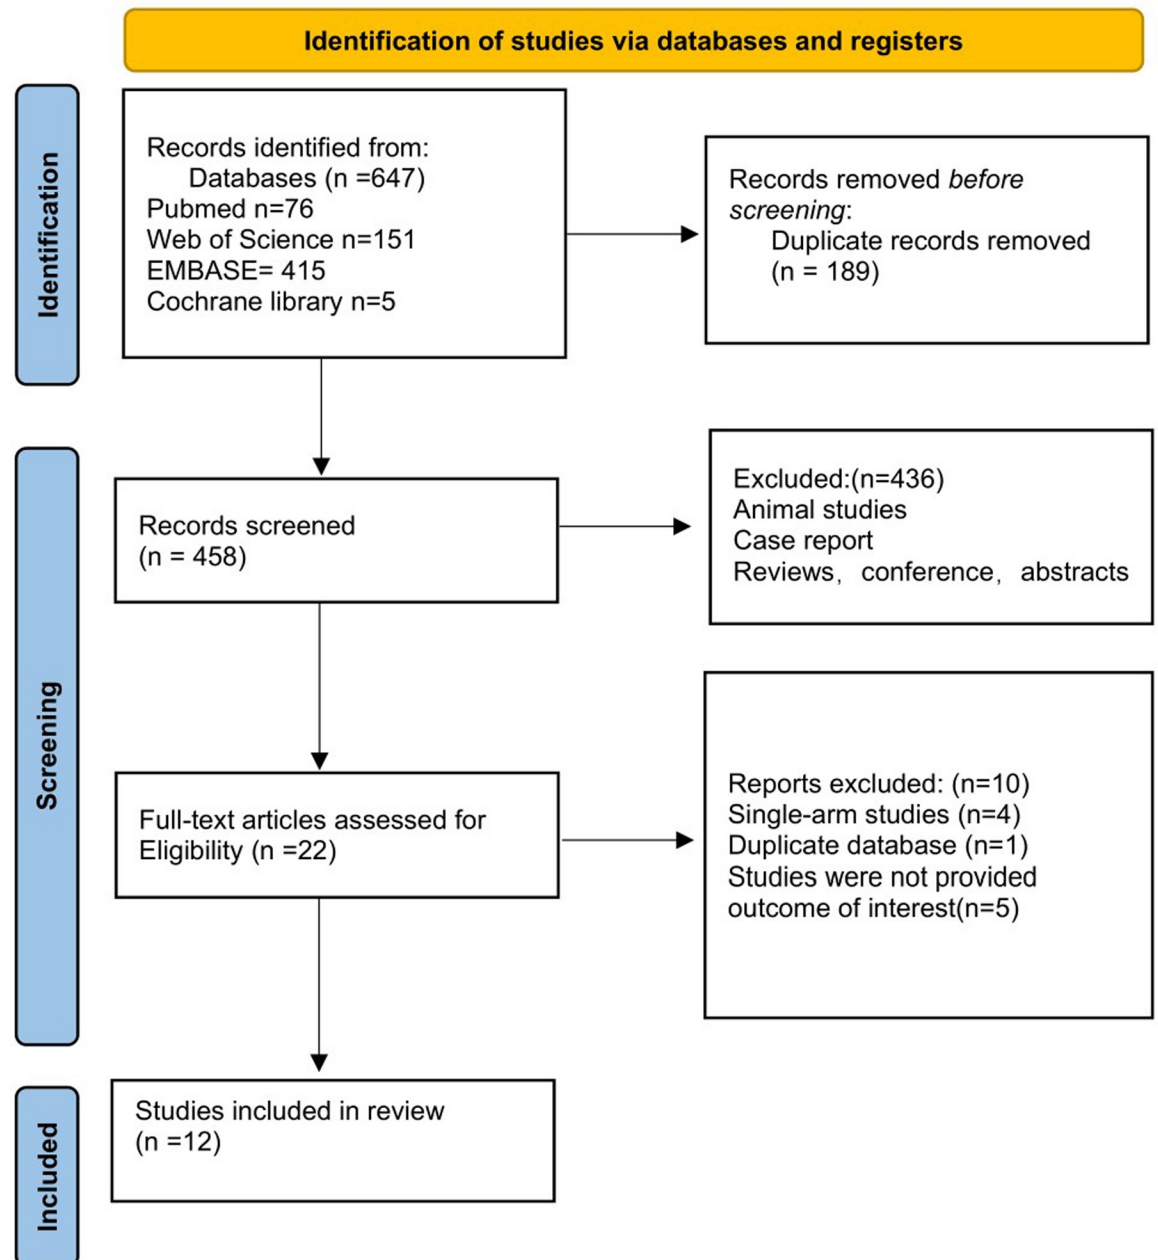 Identification of studies via databases and registers
Identification
Records identified from:
Databases (n =647)
Pubmed n=76
Web of Science n=151
EMBASE= 415
Cochrane library n=5
Records removed before
screening:
Duplicate records removed
(n = 189)
Screening
Records screened
(n = 458)
Excluded:(n=436)
Animal studies
Case report
Reviews，conference，abstracts
Full-text articles assessed for
Eligibility (n =22)
Reports excluded: (n=10)
Single-arm studies (n=4)
Duplicate database (n=1)
Studies were not provided
outcome of interest(n=5)
Included
Studies included in review
(n =12)